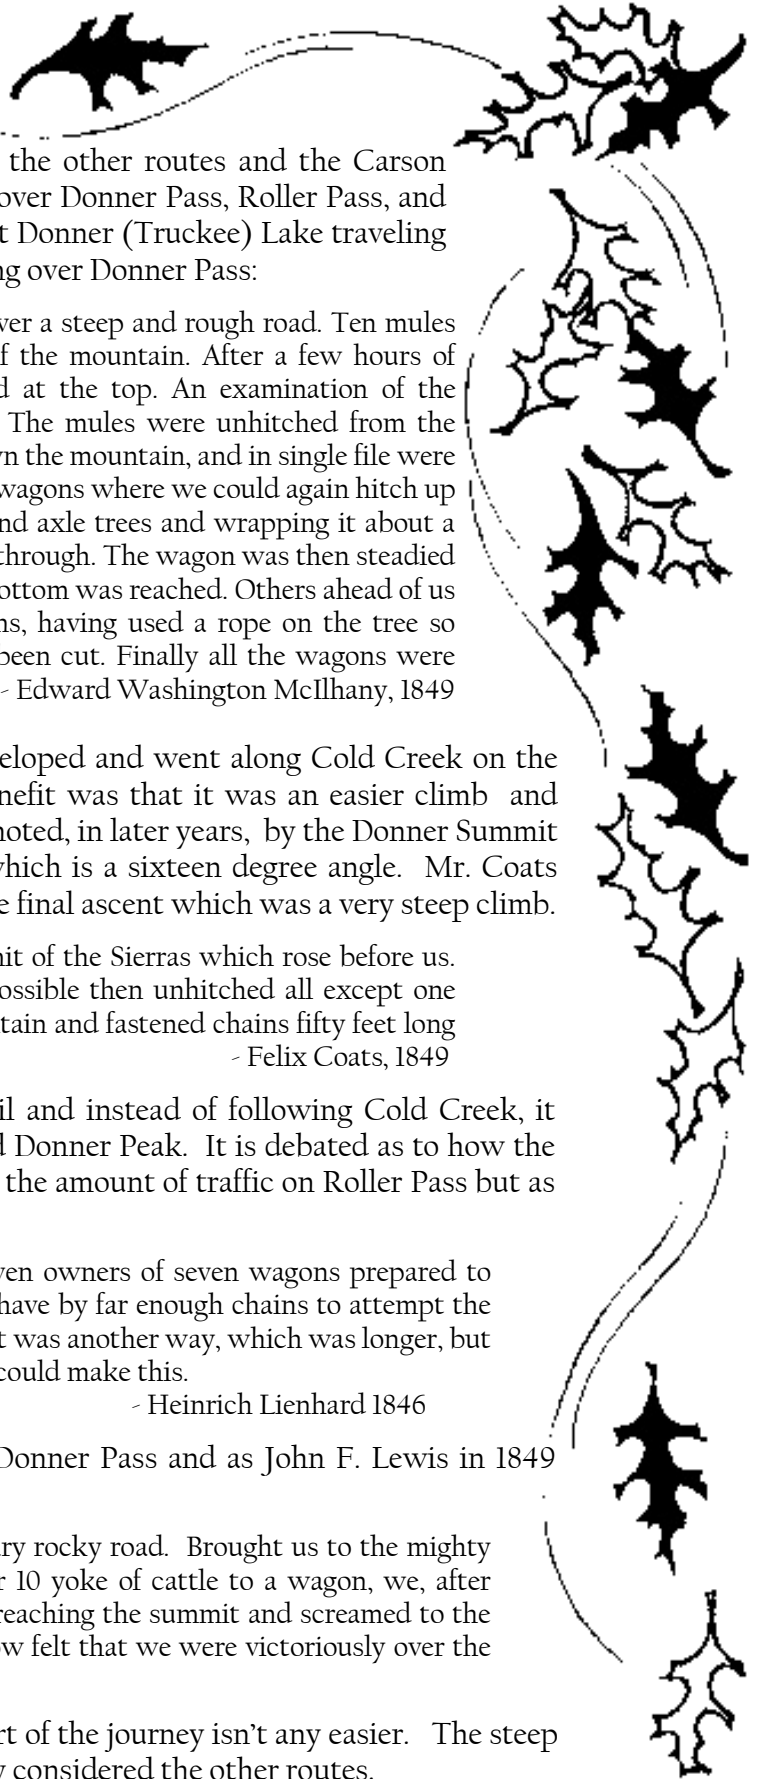 the other routes and the Carson
over Donner Pass, Roller Pass, and
t Donner (Truckee) Lake traveling
ng over Donner Pass:
ver a steep and rough road. Ten mules
f the mountain. After a few hours of
d at the top. An examination of the
The mules were unhitched from the
wn the mountain, and in single file were
wagons where we could again hitch up
nd axle trees and wrapping it about a
through. The wagon was then steadied
ottom was reached. Others ahead of us
ns, having used a rope on the tree so
been cut. Finally all the wagons were
- Edward Washington McIlhany, 1849
eloped and went along Cold Creek on the
nefit was that it was an easier climb and
noted, in later years, by the Donner Summit
which is a sixteen degree angle. Mr. Coats
e final ascent which was a very steep climb.
nit of the Sierras which rose before us.
ossible then unhitched all except one
tain and fastened chains fifty feet long
- Felix Coats, 1849
il and instead of following Cold Creek, it
d Donner Peak. It is debated as to how the
the amount of traffic on Roller Pass but as
ven owners of seven wagons prepared to
have by far enough chains to attempt the
t was another way, which was longer, but
could make this.
- Heinrich Lienhard 1846
Donner Pass and as John F. Lewis in 1849
ary rocky road. Brought us to the mighty
r 10 yoke of cattle to a wagon, we, after
reaching the summit and screamed to the
ow felt that we were victoriously over the
rt of the journey isn't any easier. The steep
y considered the other routes.